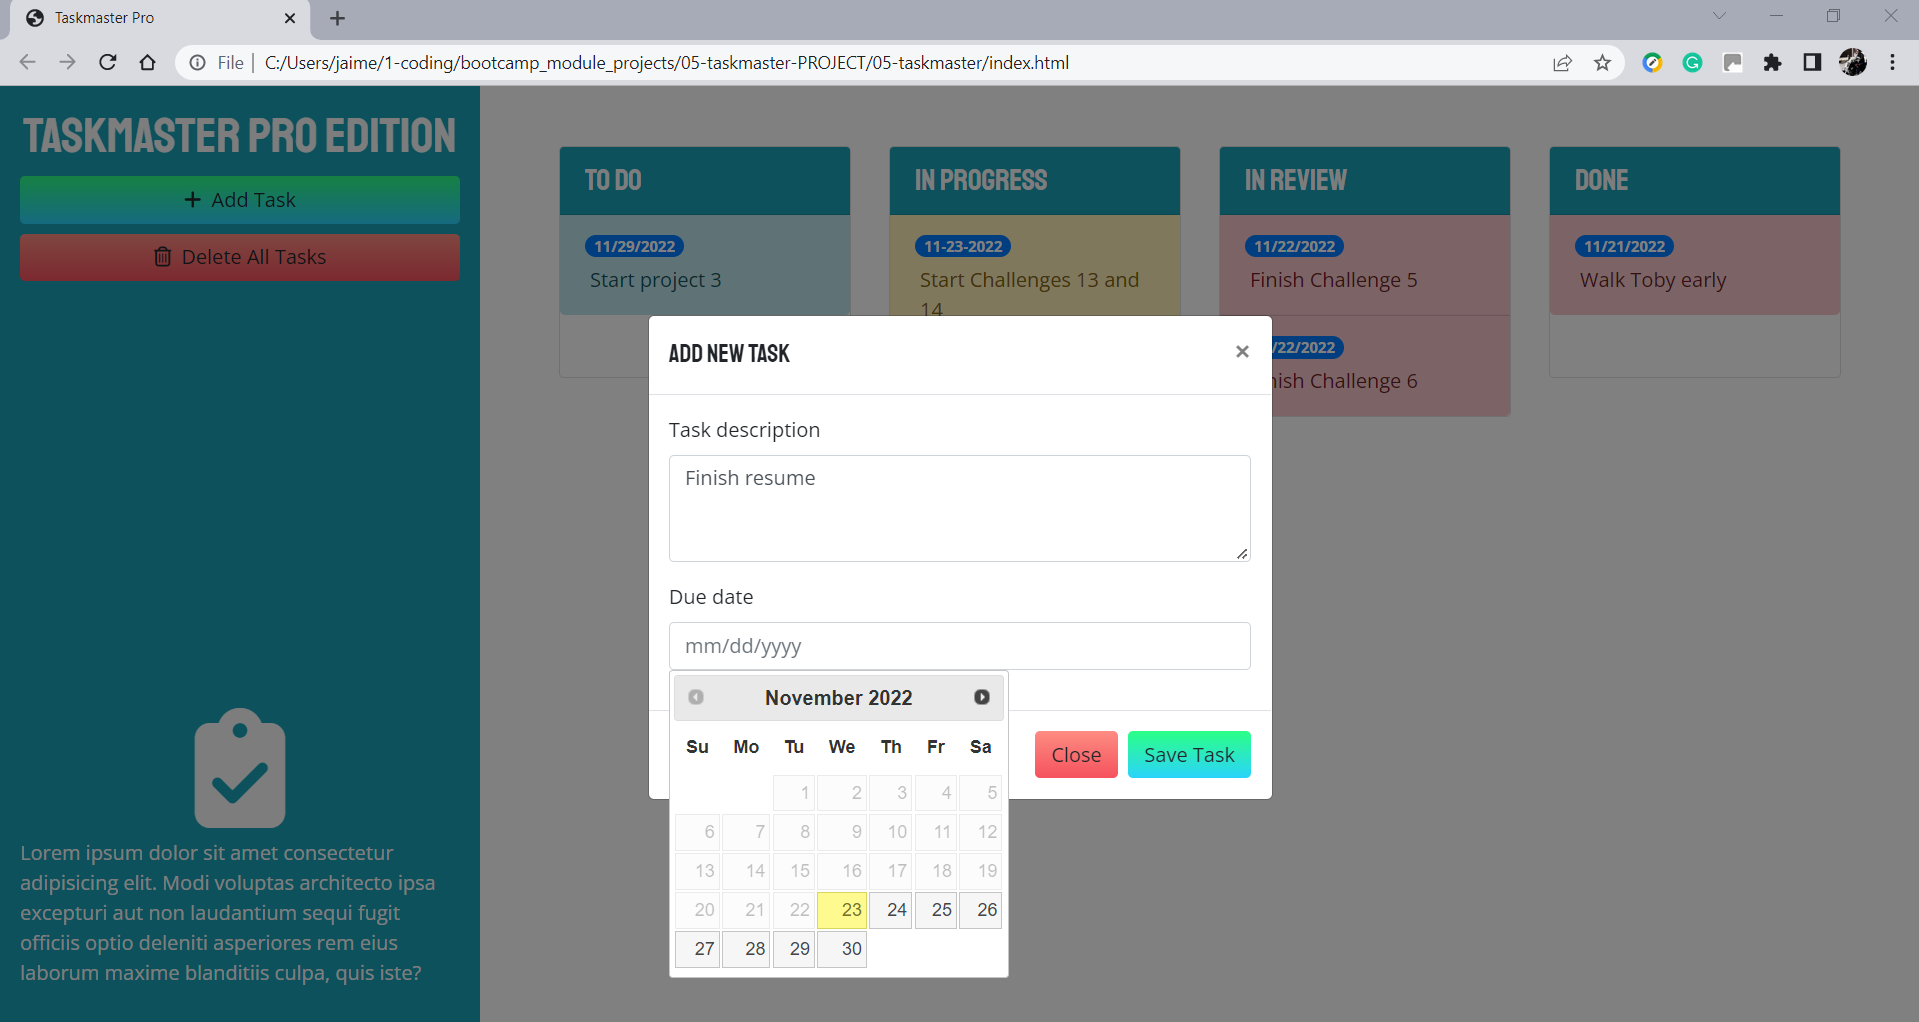 Taskmaster Pro
File
C:/Users/jaime/1-coding/bootcamp_module_projects/05-taskmaster-PROJECT/05-taskmaster/index.html
TASKMASTER PRO EDITION
Add Task
Delete All Tasks
Lorem ipsum dolor sit amet consectetur
adipisicing elit. Modi voluptas architecto ipsa
excepturi aut non laudantium sequi fugit
officiis optio deleniti asperiores rem eius
laborum maxime blanditiis culpa, quis iste?
TO DO
11/29/2022
Start project 3
IN PROGRESS
11-23-2022
Start Challenges 13 and
14
IN REVIEW
11/22/2022
Finish Challenge 5
/22/2022
nish Challenge 6
DONE
11/21/2022
Walk Toby early
ADD NEW TASK
×
Task description
Finish resume
Due date
mm/dd/yyyy
November 2022
Su Mo Tu We Th Fr Sa
1 2 3 4 5
6 7 8 9 10 11 12
13 14 15 16 17 18 19
20 21 22 23 24 25 26
27 28 29 30
Close
Save Task